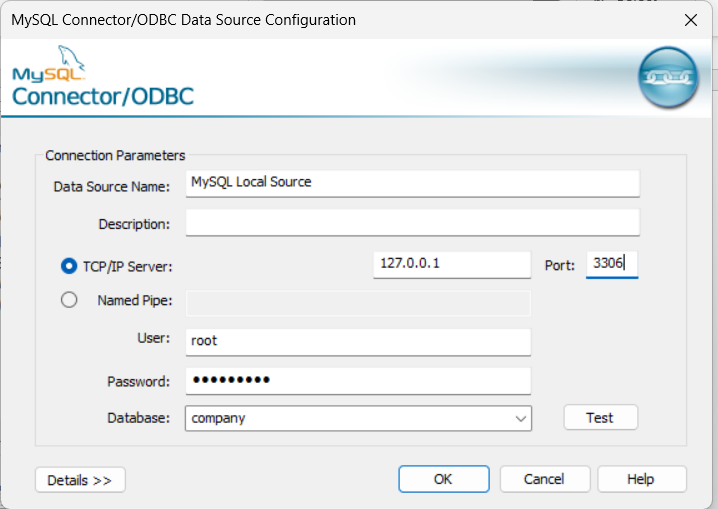 MySQL Connector/ODBC Data Source Configuration
MySQL
Connector/ODBC
Connection Parameters
Data Source Name: MySQL Local Source
Description:
TCP/IP Server: 127.0.0.1 Port: 3306
Named Pipe:
User: root
Password: •••••••••
Database: company Test
Details >> OK Cancel Help